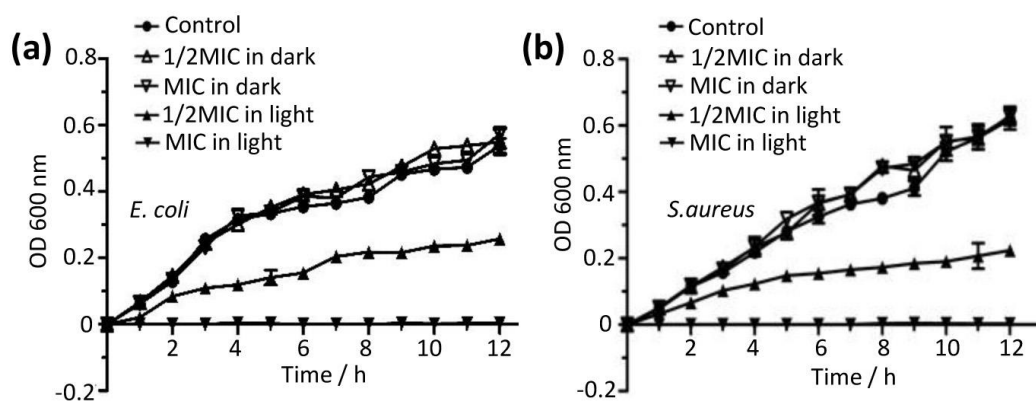 (a)
Control
1/2MIC in dark
MIC in dark
1/2MIC in light
MIC in light
0.8
0.6
0.4
0.2
0
-0.2
OD 600 nm
E. coli
2 4 6 8 10 12
Time / h
(b)
Control
1/2MIC in dark
MIC in dark
1/2MIC in light
MIC in light
0.8
0.6
0.4
0.2
0
-0.2
OD 600 nm
S.aureus
2 4 6 8 10 12
Time / h